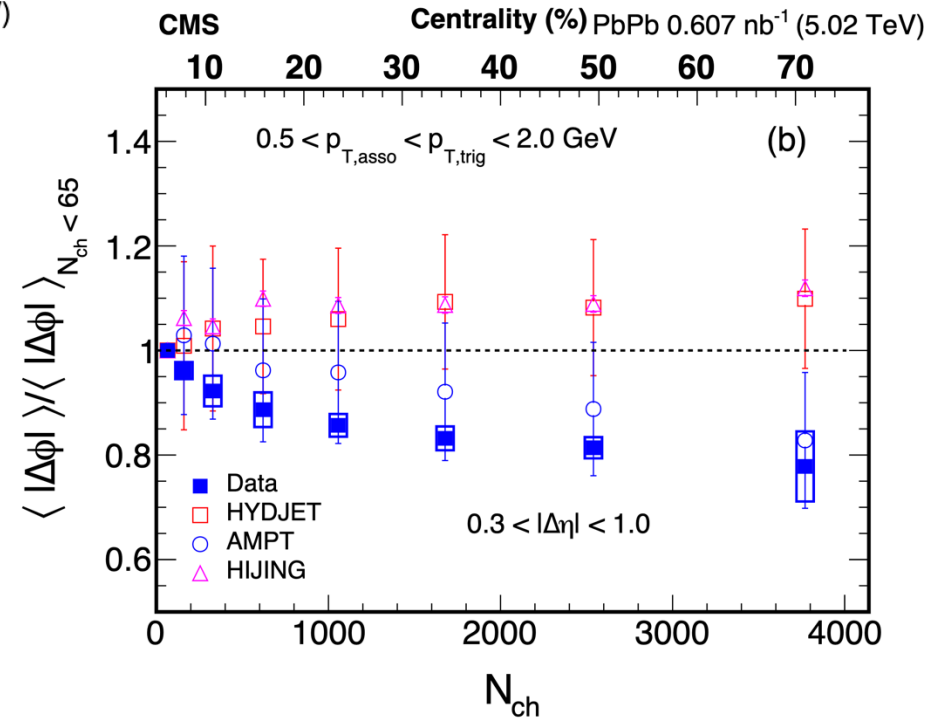 )
CMS Centrality (%) PbPb 0.607 nb⁻¹ (5.02 TeV)
10 20 30 40 50 60 70
0.5 < p_T,asso < p_T,trig < 2.0 GeV (b)
⟨ |Δϕ| ⟩/⟨ |Δϕ| ⟩_N_ch < 65
1.4
1.2
1
0.8
0.6
Data
HYDJET
AMPT
HIJING
0.3 < |Δη| < 1.0
0 1000 2000 3000 4000
N_ch